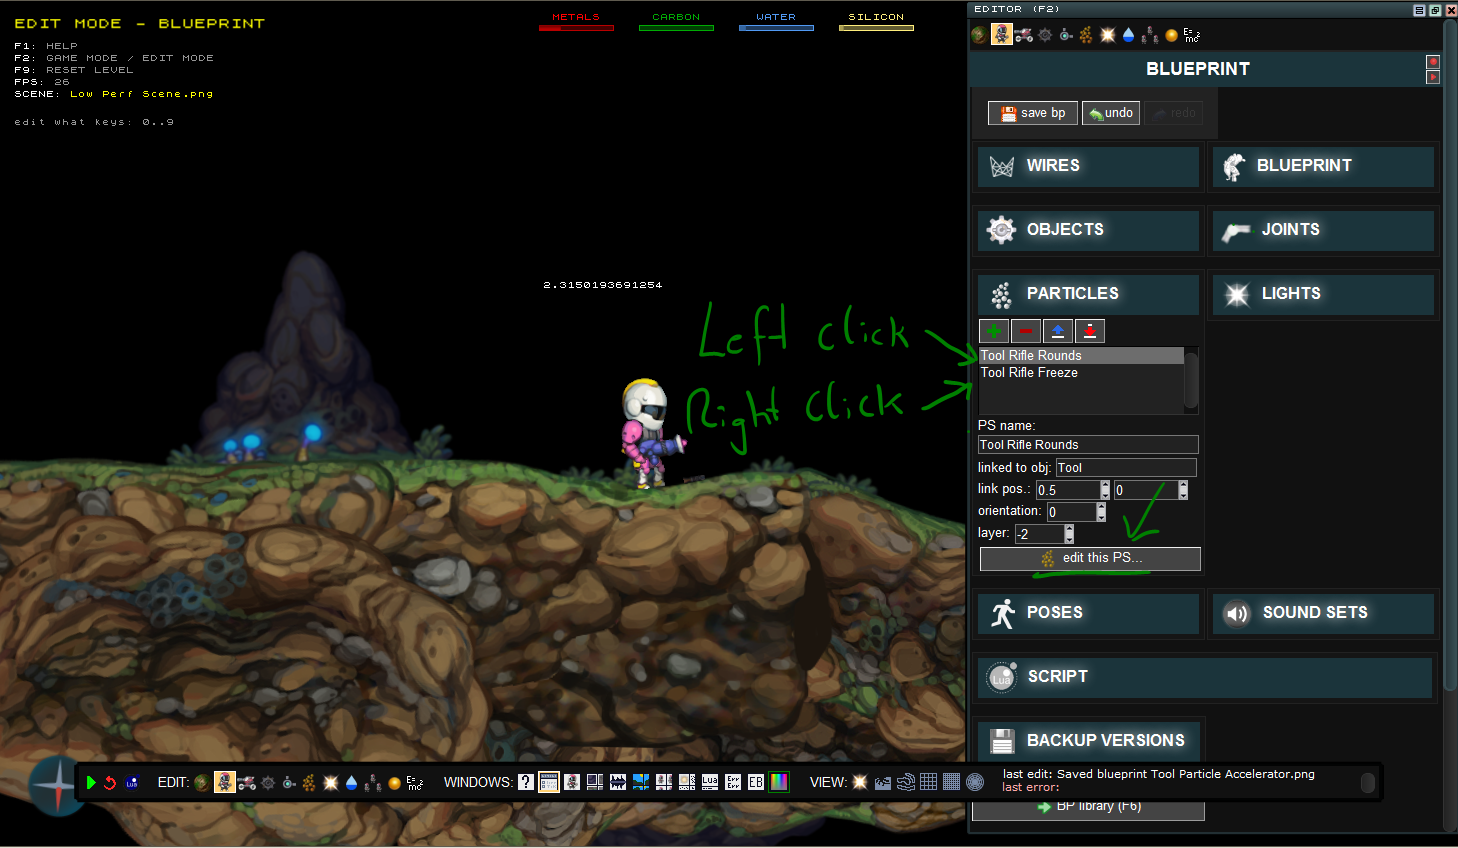 EDIT MODE - BLUEPRINT
F1: HELP
F2: GAME MODE / EDIT MODE
F9: RESET LEVEL
FPS: 26
SCENE: Low Perf Scene.png
edit what keys: 0..9
METALS
CARBON
WATER
SILICON
2.3150193691254
Left click
Right click
EDITOR (F2)
E=
mc²
BLUEPRINT
save bp
undo
redo
WIRES
BLUEPRINT
OBJECTS
JOINTS
PARTICLES
LIGHTS
Tool Rifle Rounds
Tool Rifle Freeze
PS name:
Tool Rifle Rounds
linked to obj: Tool
link pos.: 0.5 0
orientation: 0
layer: -2
edit this PS...
POSES
SOUND SETS
Lua
SCRIPT
BACKUP VERSIONS
BP library (F6)
EDIT:
E=
mc²
WINDOWS:
?
Lua
EB
VIEW:
last edit: Saved blueprint Tool Particle Accelerator.png
last error: